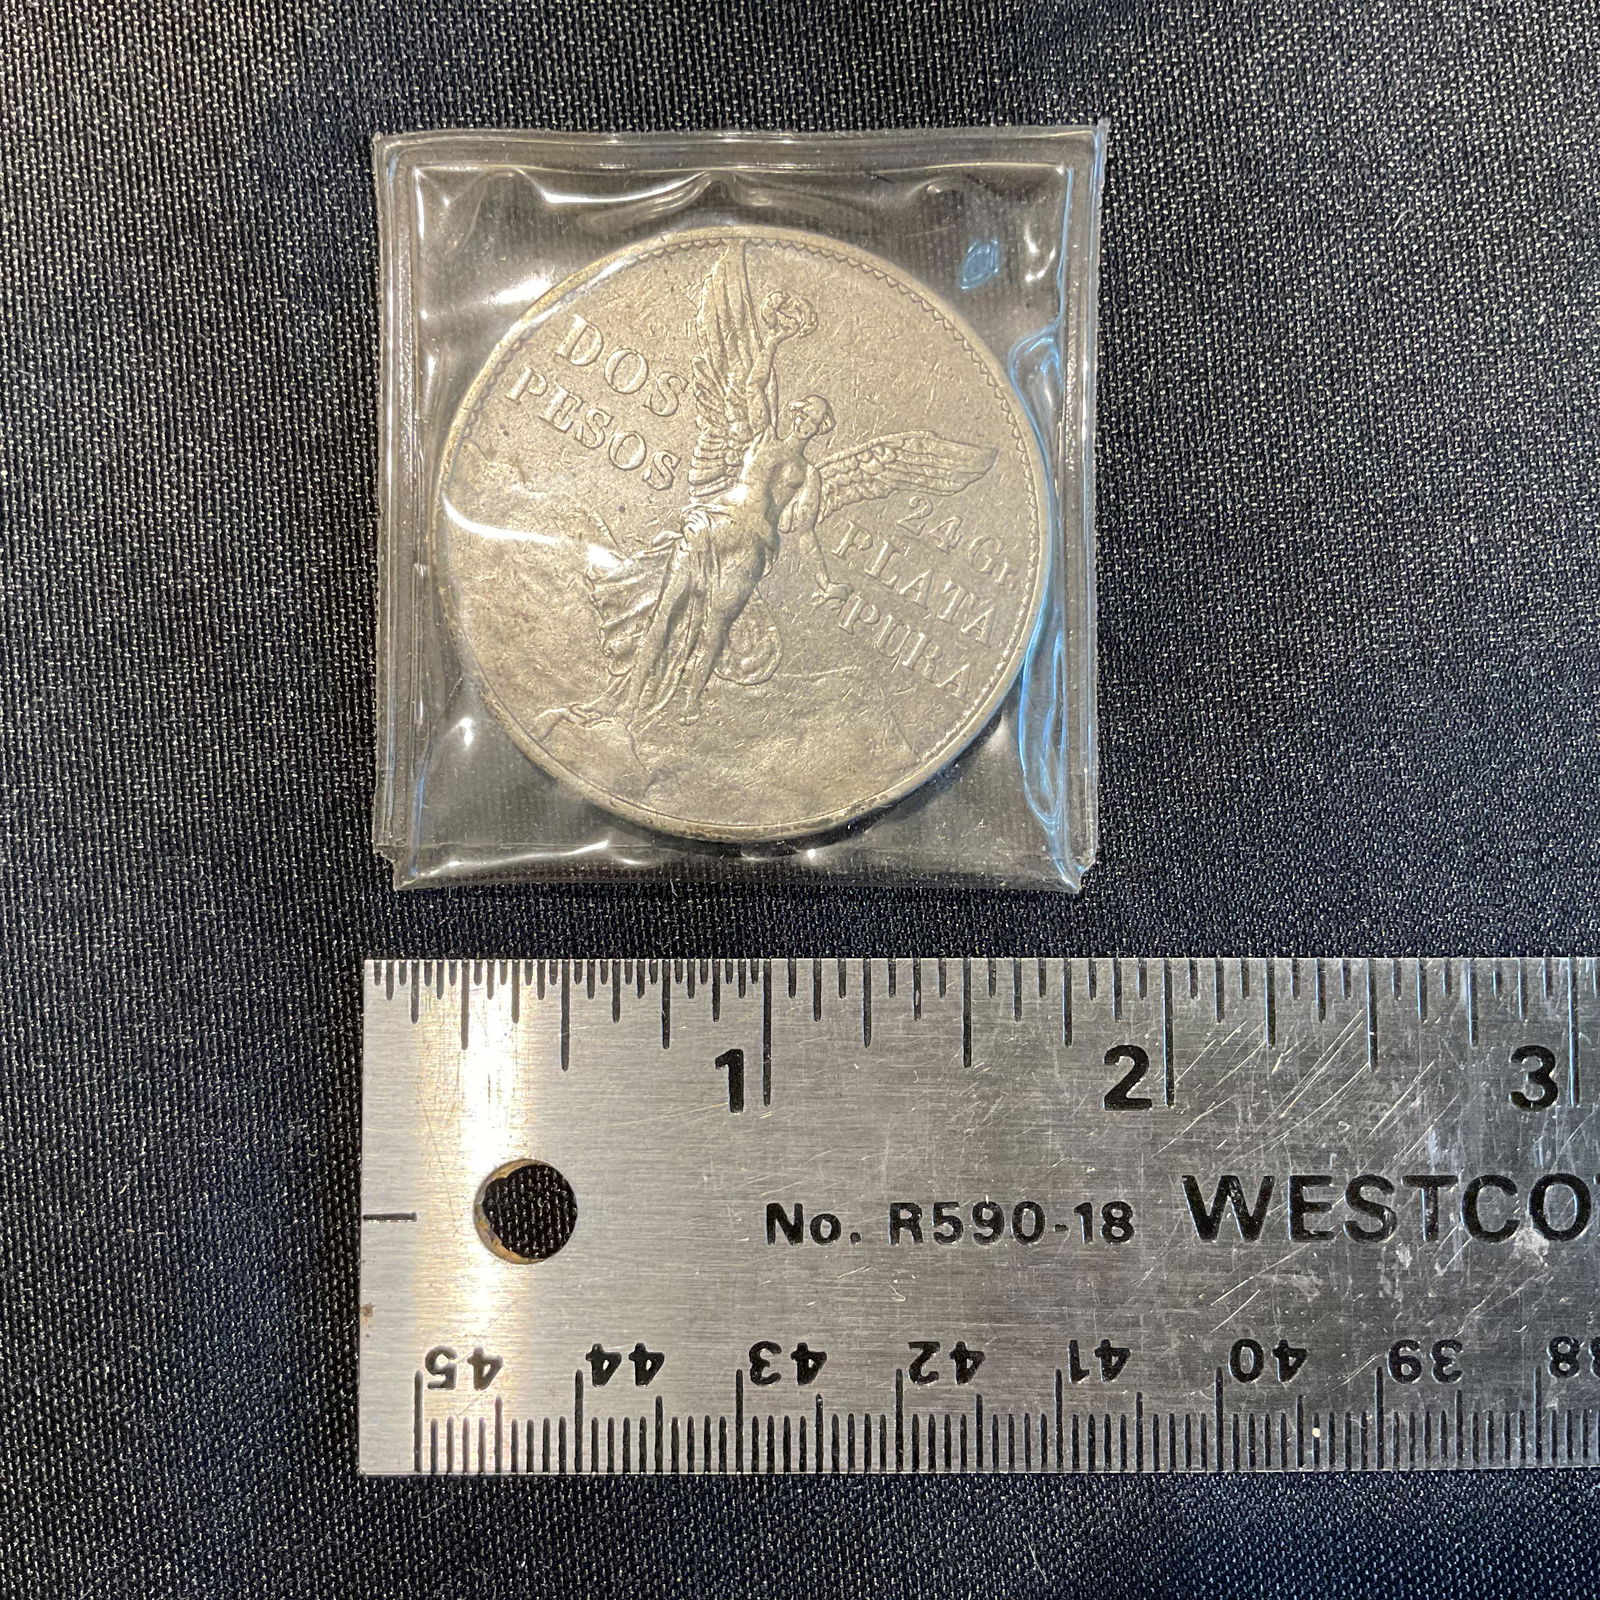 DOS
PESOS
24 Gr.
PLATA
PURA
1 2 3
No. R590-18 WESTCO
45 44 43 42 41 40 39 38